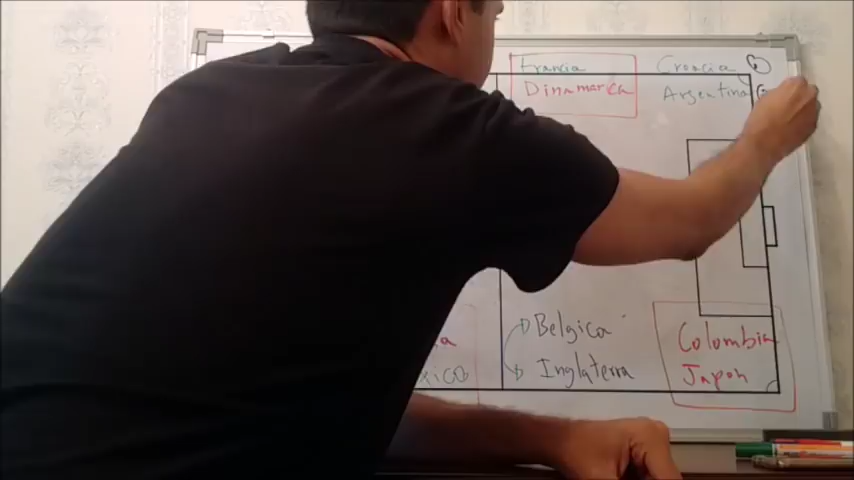 Francia
Croacia
Dinamarca
Argentina
Belgica
Inglaterra
Colombia
Japon